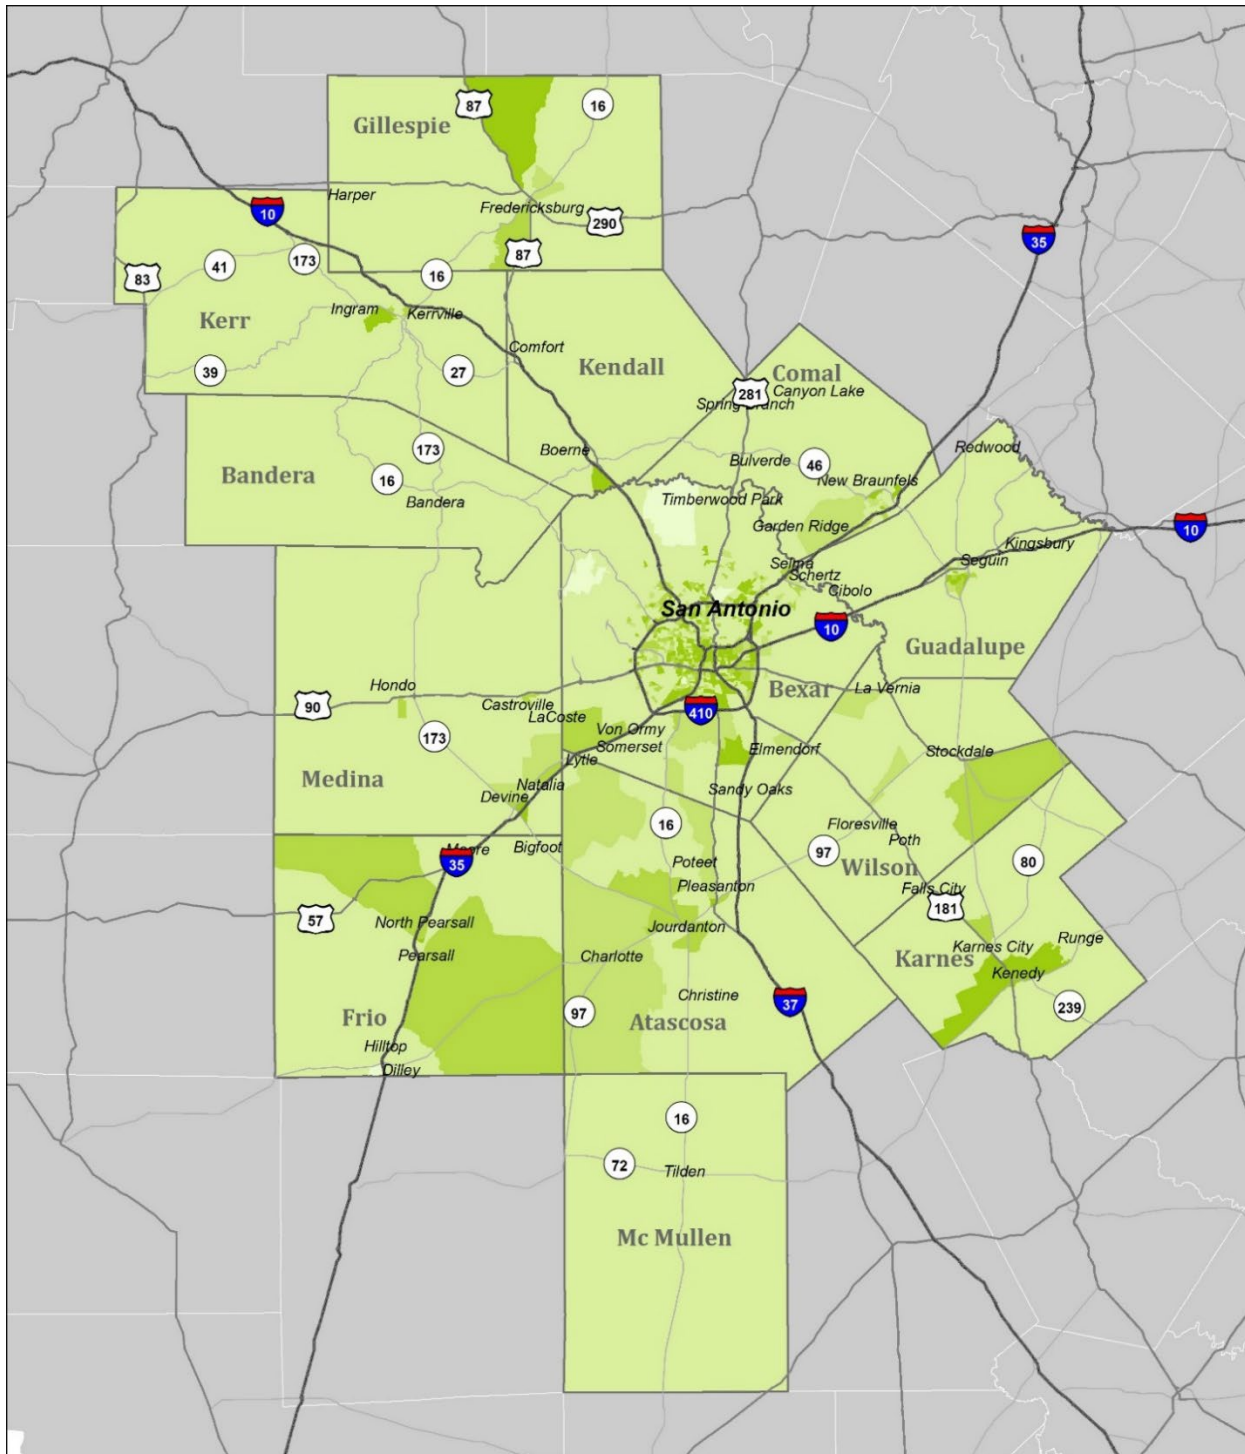 87
16
Gillespie
Harper
Fredericksburg
10
290
35
87
173
41
16
83
Ingram
Kerrville
Kerr
Comfort
39
27
Kendall
Comal
Canyon Lake
281
Spring Branch
Redwood
173
Boerne
Bulverde
46
Bandera
16
New Braunfels
Bandera
Timberwood Park
Garden Ridge
10
Kingsbury
Selma
Seguin
Schertz
Cibolo
San Antonio
10
Guadalupe
Hondo
Bexar
La Vernia
90
Castroville
LaCoste
410
Von Ormy
173
Somerset
Elmendorf
Stockdale
Lytle
Medina
Natalia
Sandy Oaks
Devine
16
Floresville
Bigfoot
Poth
97
35
Poteet
Wilson
80
Pleasanton
Falls City
181
57
North Pearsall
Jourdanton
Runge
Karnes City
Pearsall
Charlotte
Karnes
Kenedy
Christine
37
239
Frio
97
Atascosa
Hilltop
Dilley
16
72
Tilden
Mc Mullen